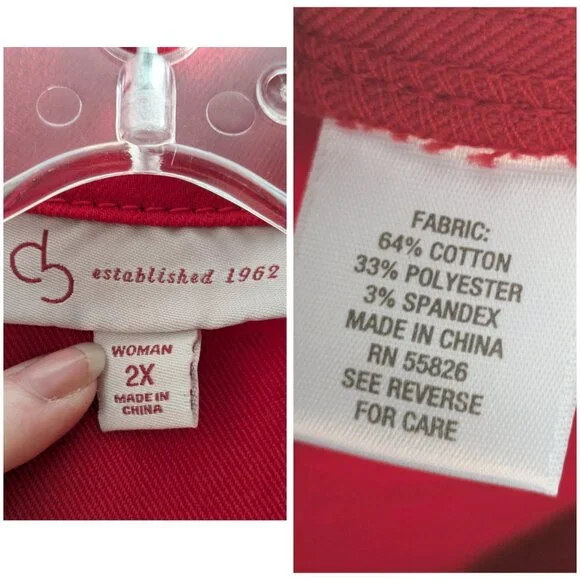 db established 1962
WOMAN
2X
MADE IN
CHINA
FABRIC:
64% COTTON
33% POLYESTER
3% SPANDEX
MADE IN CHINA
RN 55826
SEE REVERSE
FOR CARE